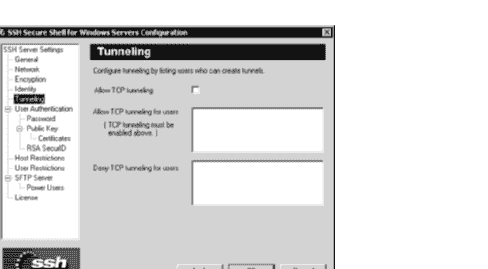 SSH Secure Shell for Windows Servers Configuration
SSH Server Settings
General
Network
Encryption
Identity
Tunneling
User Authentication
Password
Public Key
Certificates
RSA SecurID
Host Restrictions
User Restrictions
SFTP Server
Power Users
License
Tunneling
Configure tunneling by listing users who can create tunnels.
Allow TCP tunneling
Allow TCP tunneling for users
( TCP tunneling must be
enabled above. )
Deny TCP tunneling for users
ssh